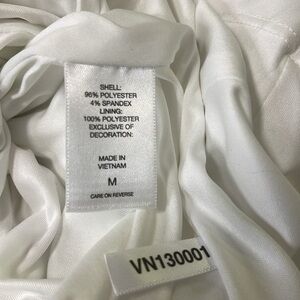 SHELL:
96% POLYESTER
4% SPANDEX
LINING:
100% POLYESTER
EXCLUSIVE OF
DECORATION:
MADE IN
VIETNAM
M
CARE ON REVERSE
VN130001